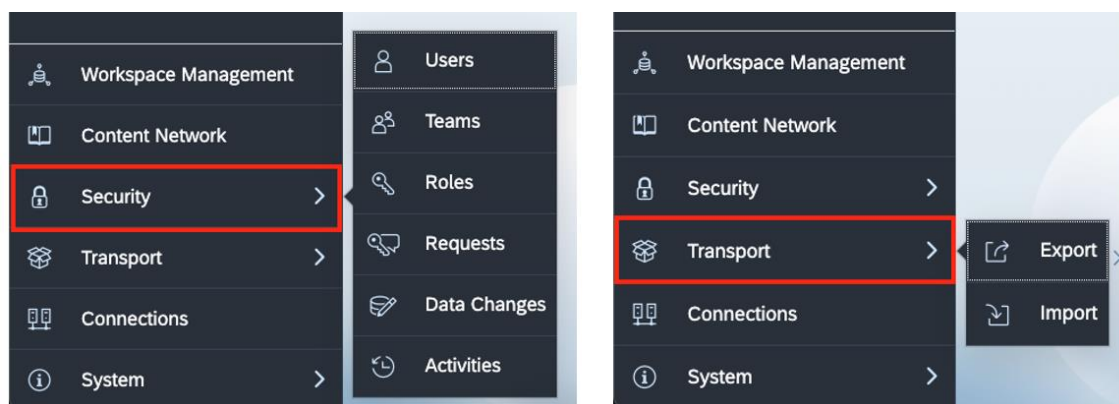 Workspace Management
Content Network
Security
Transport
Connections
System
Users
Teams
Roles
Requests
Data Changes
Activities
Workspace Management
Content Network
Security
Transport
Connections
System
Export
Import